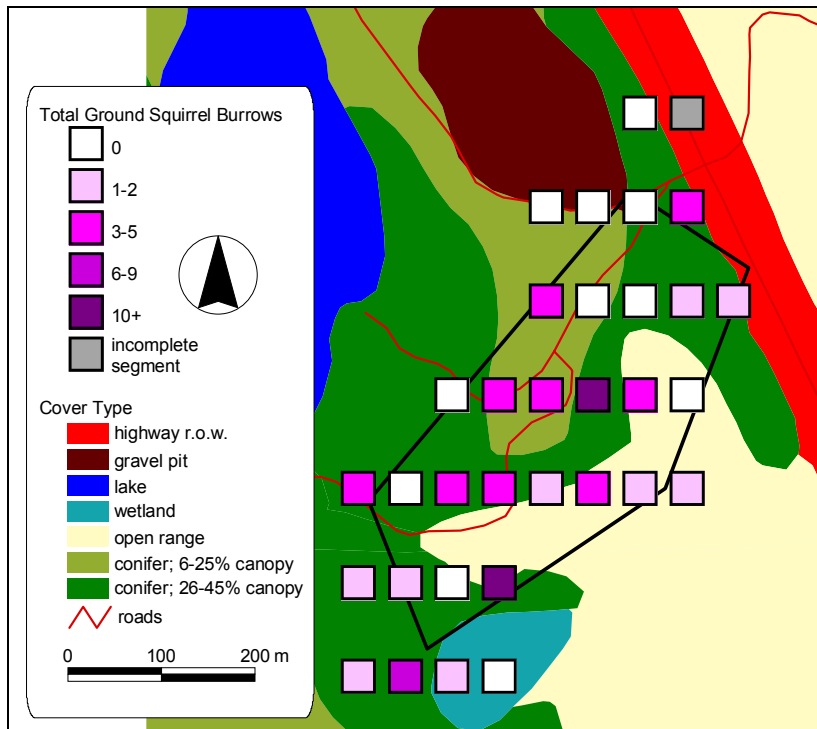 Total Ground Squirrel Burrows
0
1-2
3-5
6-9
10+
incomplete
segment
Cover Type
highway r.o.w.
gravel pit
lake
wetland
open range
conifer; 6-25% canopy
conifer; 26-45% canopy
roads
0 100 200 m